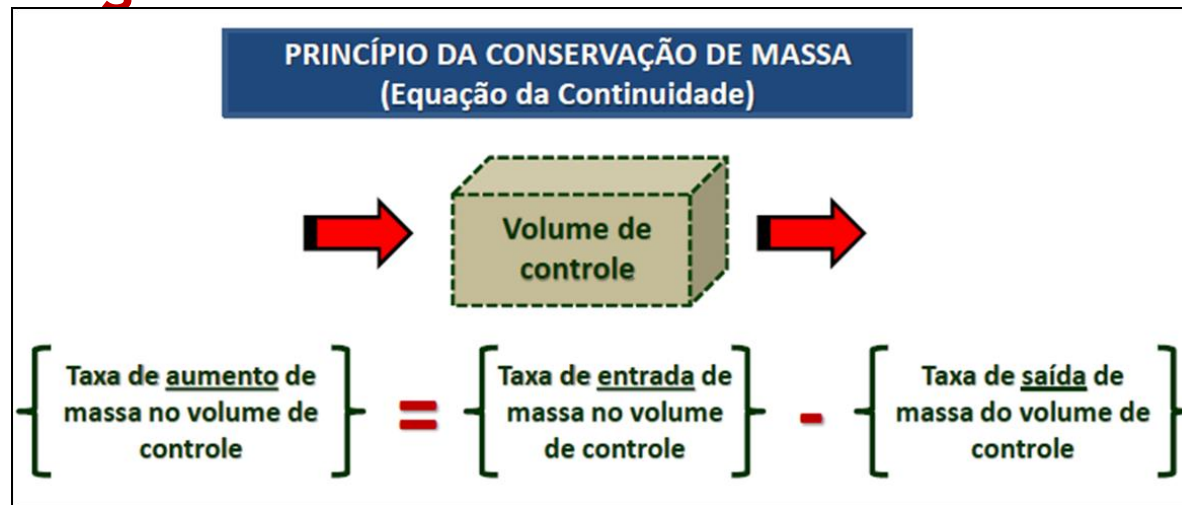 PRINCÍPIO DA CONSERVAÇÃO DE MASSA
(Equação da Continuidade)
Volume de
controle
Taxa de aumento de
massa no volume de
controle
=
Taxa de entrada de
massa no volume
de controle
-
Taxa de saída de
massa do volume de
controle